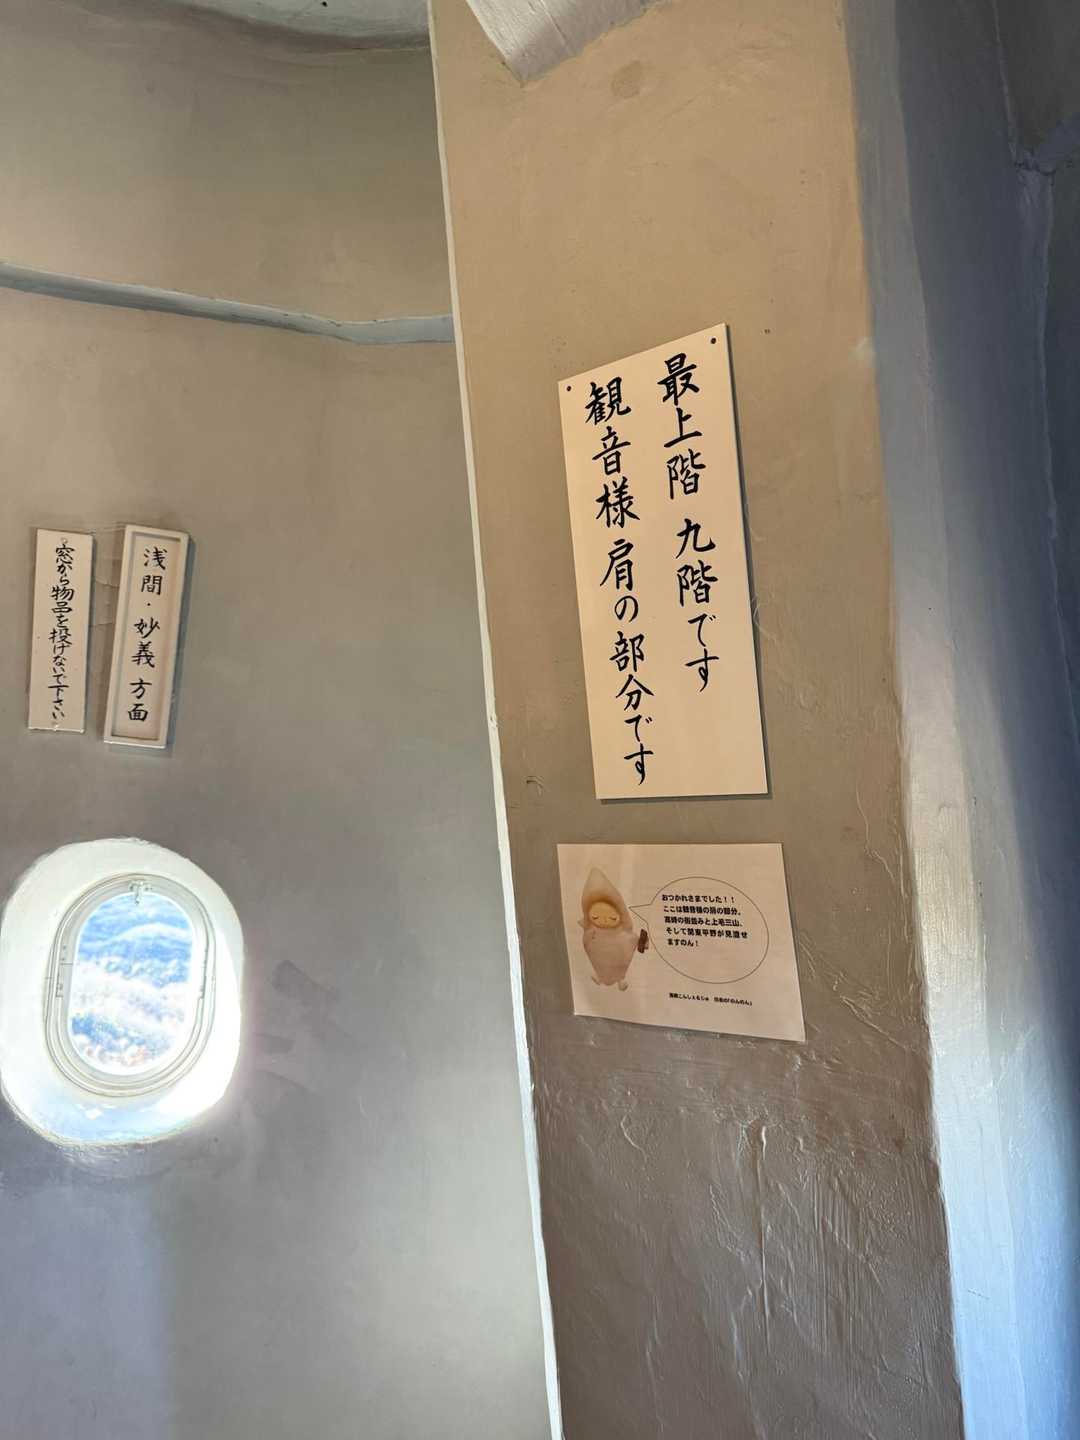 最上階 九階です
観音様 肩の部分です
浅間・妙義 方面
窓から物品を投げないで下さい
おつかれさまでした！！
ここは観音様の肩の部分。
高崎の街並みと上毛三山、
そして関東平野が見渡せ
ますのん！